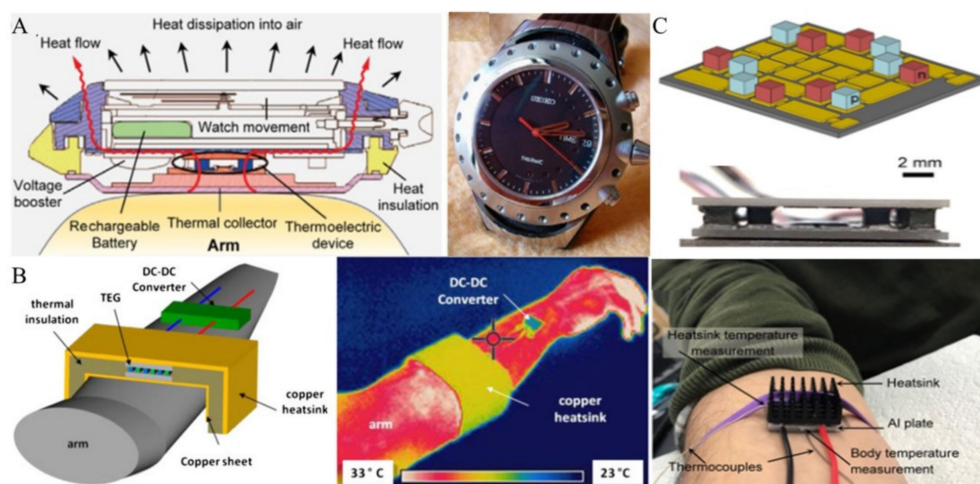 A
Heat dissipation into air
Heat flow
Heat flow
Watch movement
Voltage
booster
Rechargeable
Battery
Thermal collector
Arm
Thermoelectric
device
Heat
insulation
SEIKO
C
n
P
2 mm
B
DC-DC
Converter
TEG
thermal
insulation
arm
Copper sheet
copper
heatsink
DC-DC
Converter
copper
heatsink
arm
33°C
23°C
Heatsink temperature
measurement
Heatsink
Al plate
Thermocouples
Body temperature
measurement